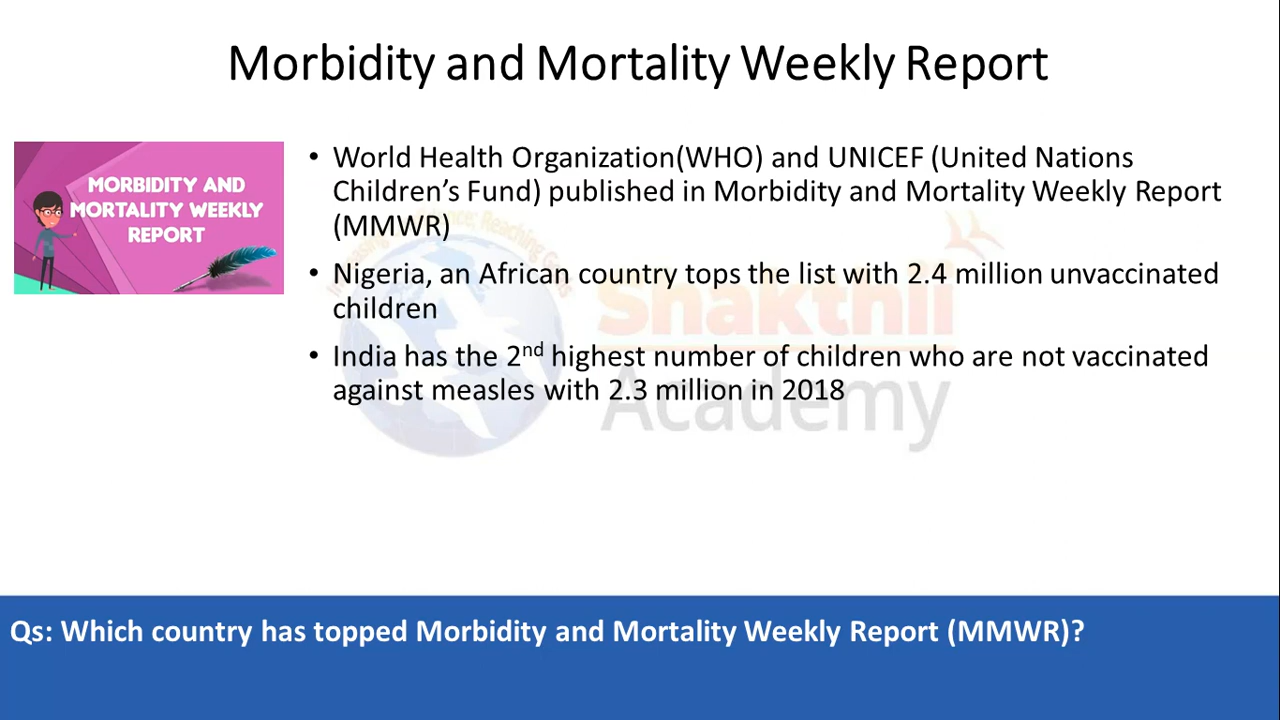 Morbidity and Mortality Weekly Report
MORBIDITY AND
MORTALITY WEEKLY
REPORT
• World Health Organization(WHO) and UNICEF (United Nations
Children’s Fund) published in Morbidity and Mortality Weekly Report
(MMWR)
• Nigeria, an African country tops the list with 2.4 million unvaccinated
children
• India has the 2nd highest number of children who are not vaccinated
against measles with 2.3 million in 2018
Shakthii
Academy
Qs: Which country has topped Morbidity and Mortality Weekly Report (MMWR)?